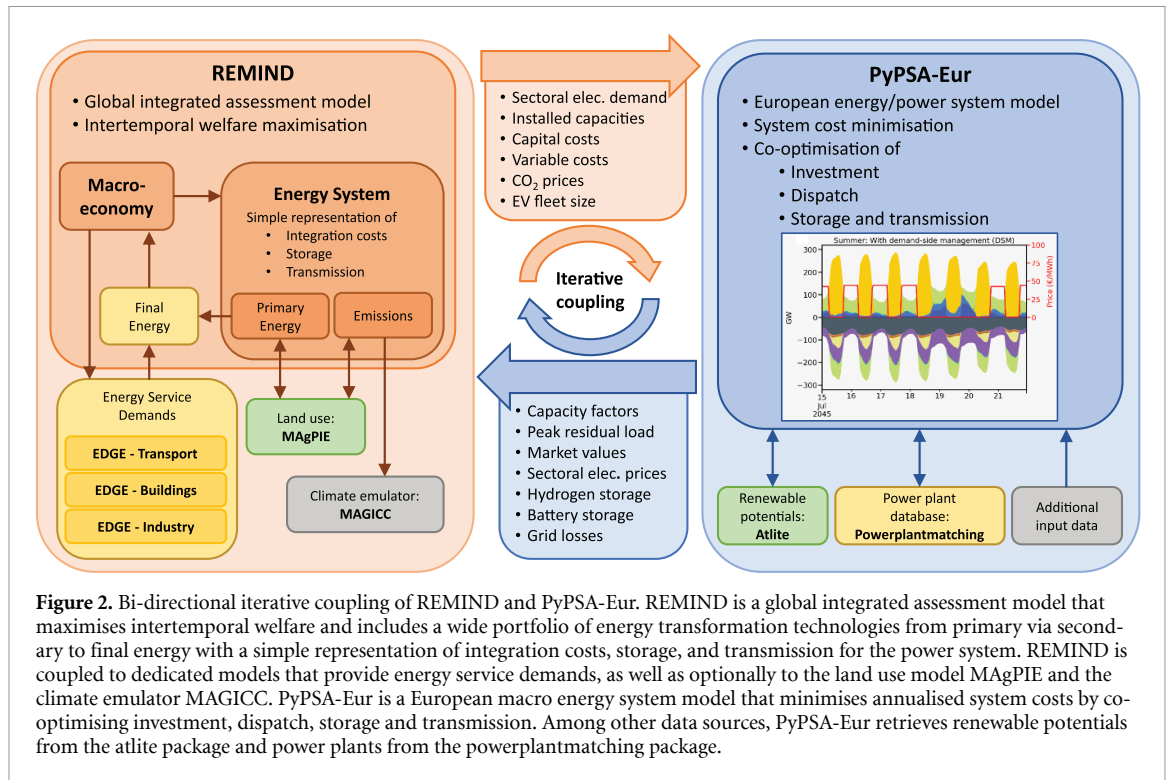 REMIND
• Global integrated assessment model
• Intertemporal welfare maximisation
Macro-
economy
Energy System
Simple representation of
• Integration costs
• Storage
• Transmission
Final
Energy
Primary
Energy
Emissions
Energy Service
Demands
EDGE - Transport
EDGE - Buildings
EDGE - Industry
Land use:
MAgPIE
Climate emulator:
MAGICC
• Sectoral elec. demand
• Installed capacities
• Capital costs
• Variable costs
• CO₂ prices
• EV fleet size
Iterative
coupling
• Capacity factors
• Peak residual load
• Market values
• Sectoral elec. prices
• Hydrogen storage
• Battery storage
• Grid losses
PyPSA-Eur
• European energy/power system model
• System cost minimisation
• Co-optimisation of
• Investment
• Dispatch
• Storage and transmission
Summer: With demand-side management (DSM)
300
200
100
0
−100
−200
−300
GW
100
75
50
25
0
Price (€/MWh)
15 16 17 18 19 20 21
Jul
2045
Renewable
potentials:
Atlite
Power plant
database:
Powerplantmatching
Additional
input data
Figure 2. Bi-directional iterative coupling of REMIND and PyPSA-Eur. REMIND is a global integrated assessment model that
maximises intertemporal welfare and includes a wide portfolio of energy transformation technologies from primary via second-
ary to final energy with a simple representation of integration costs, storage, and transmission for the power system. REMIND is
coupled to dedicated models that provide energy service demands, as well as optionally to the land use model MAgPIE and the
climate emulator MAGICC. PyPSA-Eur is a European macro energy system model that minimises annualised system costs by co-
optimising investment, dispatch, storage and transmission. Among other data sources, PyPSA-Eur retrieves renewable potentials
from the atlite package and power plants from the powerplantmatching package.